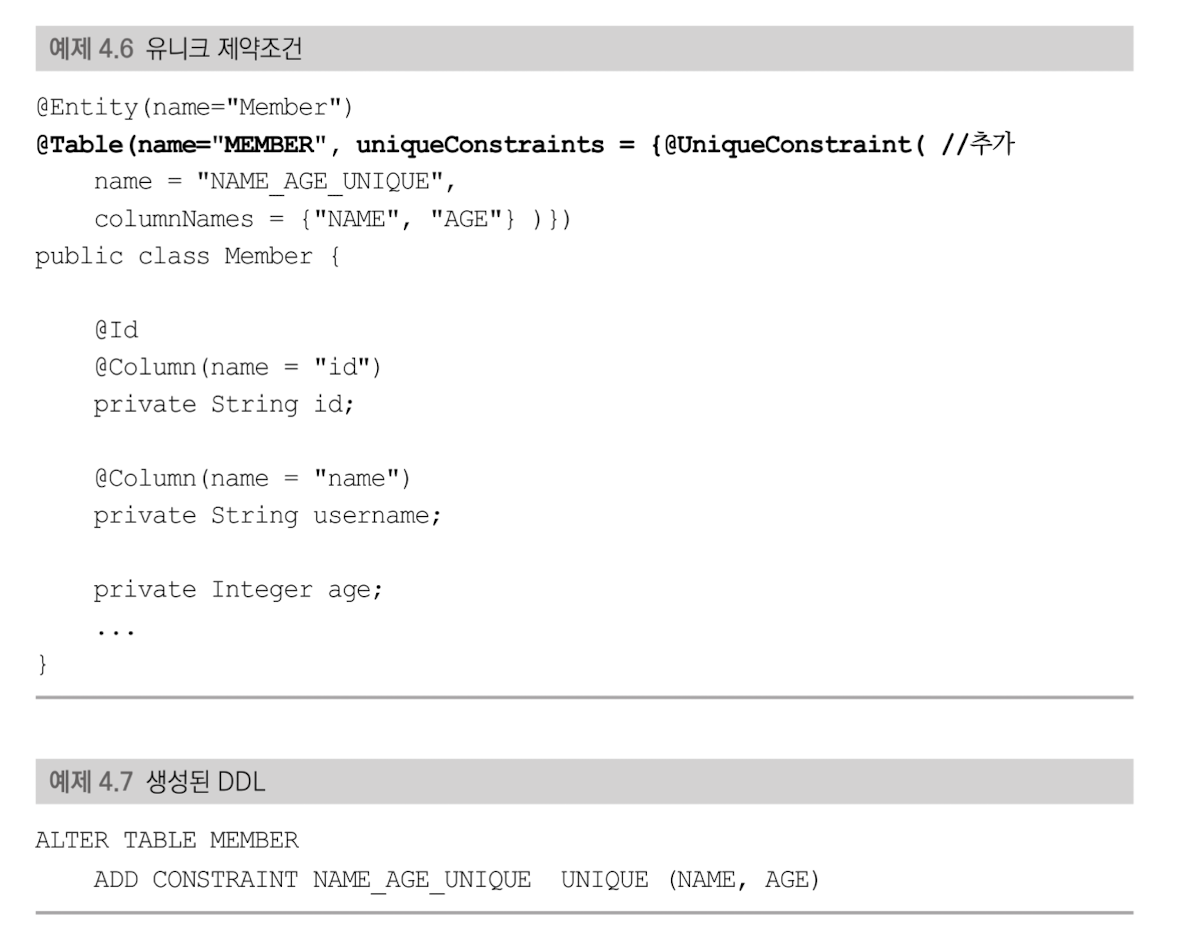 예제 4.6 유니크 제약조건
@Entity(name="Member")
@Table(name="MEMBER", uniqueConstraints = {@UniqueConstraint( //추가
    name = "NAME_AGE_UNIQUE",
    columnNames = {"NAME", "AGE"} )})
public class Member {

    @Id
    @Column(name = "id")
    private String id;

    @Column(name = "name")
    private String username;

    private Integer age;
    ...
}
예제 4.7 생성된 DDL
ALTER TABLE MEMBER
    ADD CONSTRAINT NAME_AGE_UNIQUE  UNIQUE (NAME, AGE)